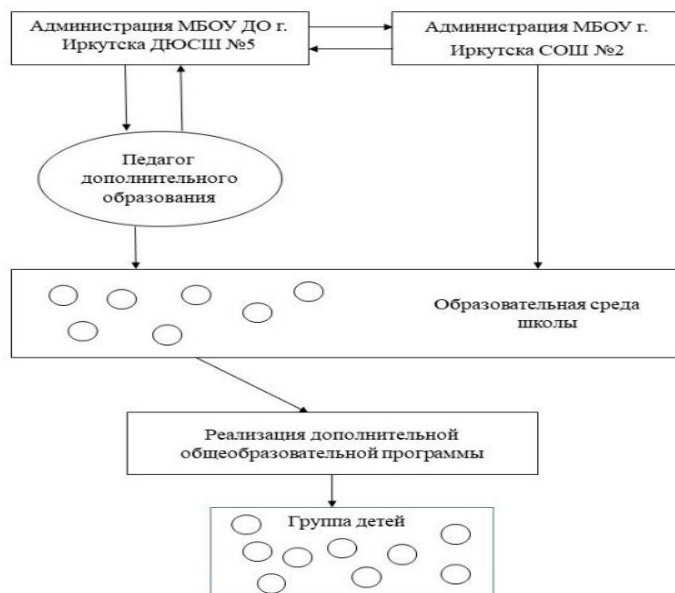 Администрация МБОУ ДО г.
Иркутска ДЮСШ №5
Администрация МБОУ г.
Иркутска СОШ №2
Педагог
дополнительного
образования
Образовательная среда
школы
Реализация дополнительной
общеобразовательной программы
Группа детей